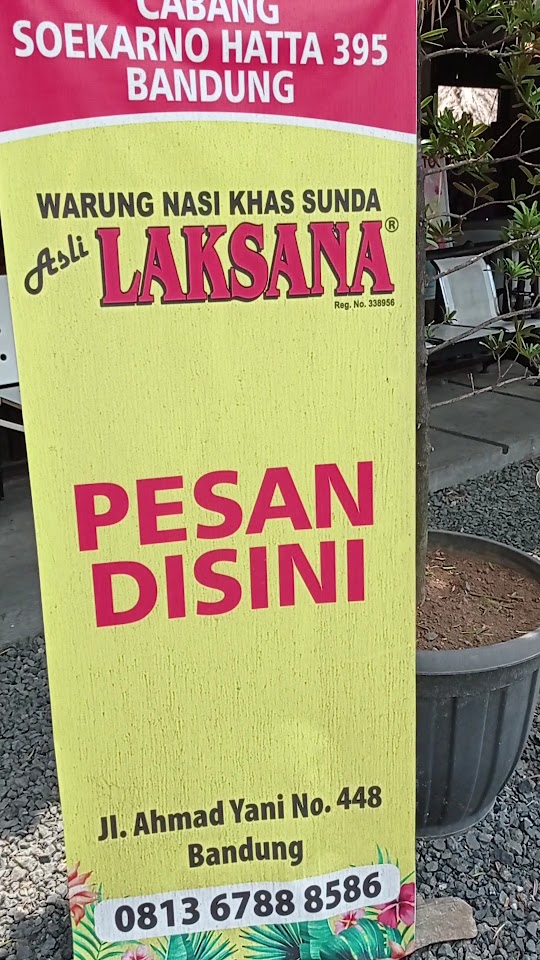 CABANG
SOEKARNO HATTA 395
BANDUNG
WARUNG NASI KHAS SUNDA
Asli LAKSANA®
Reg. No. 338956
PESAN
DISINI
Jl. Ahmad Yani No. 448
Bandung
0813 6788 8586